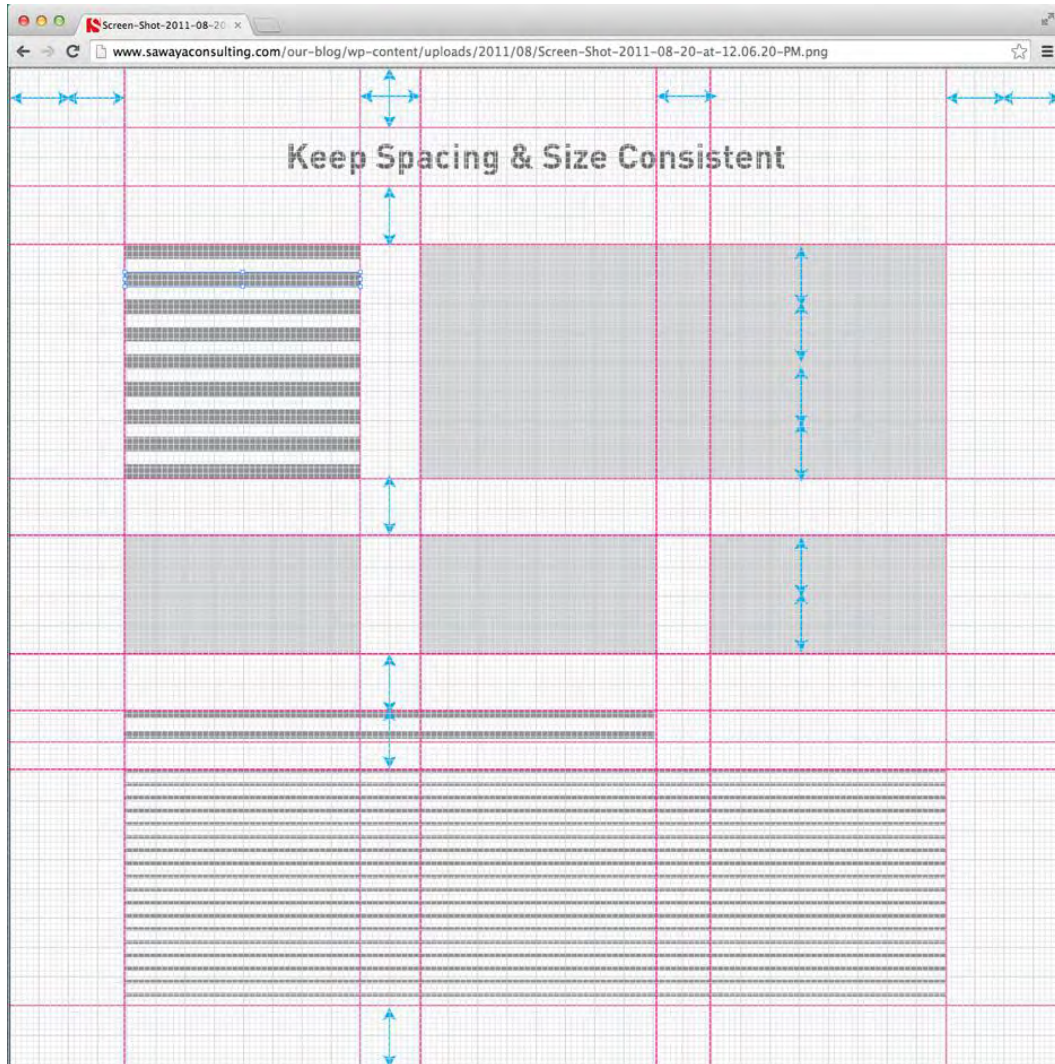 Screen-Shot-2011-08-20
www.sawayaconsulting.com/our-blog/wp-content/uploads/2011/08/Screen-Shot-2011-08-20-at-12.06.20-PM.png
Keep Spacing & Size Consistent